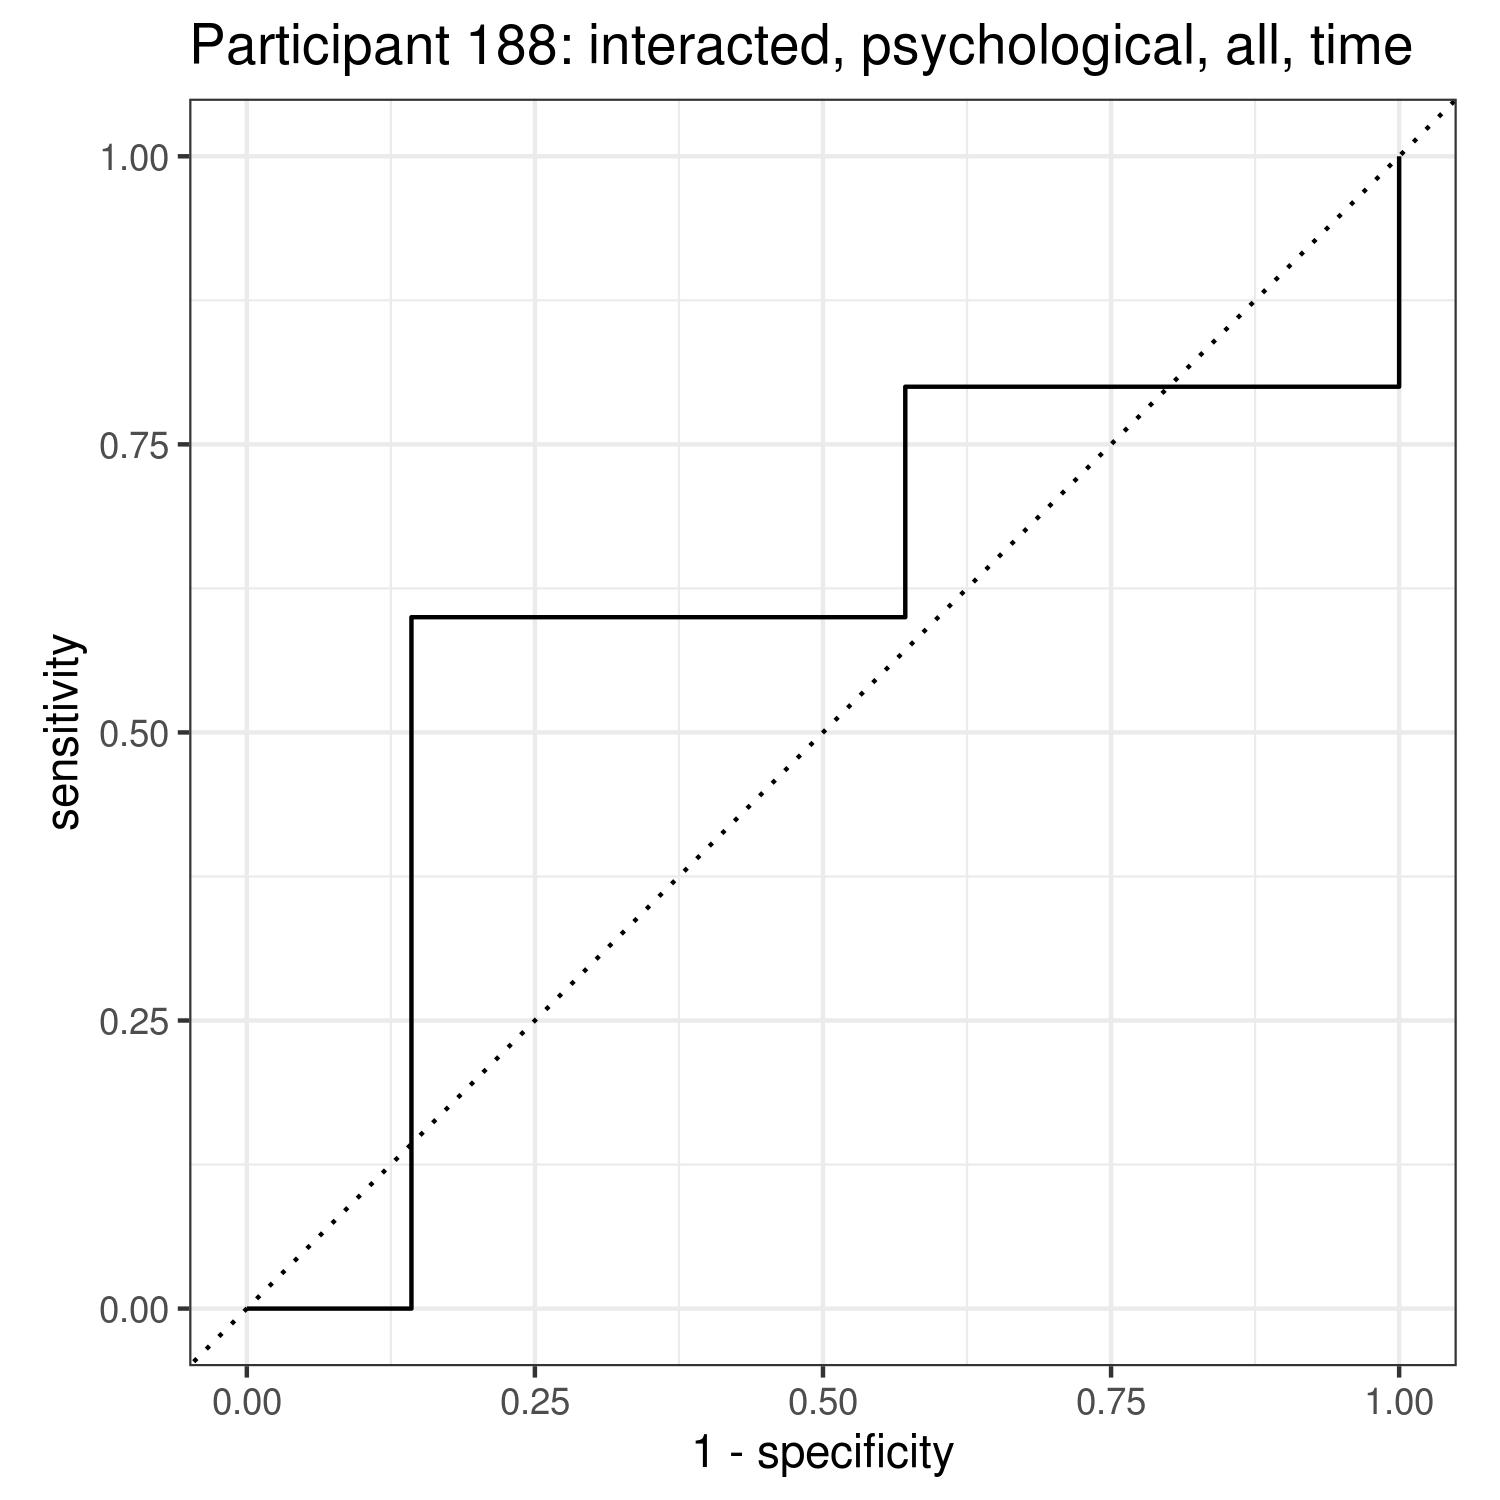 Participant 188: interacted, psychological, all, time
1.00
0.75
0.50
0.25
0.00
sensitivity
0.00 0.25 0.50 0.75 1.00
1 - specificity